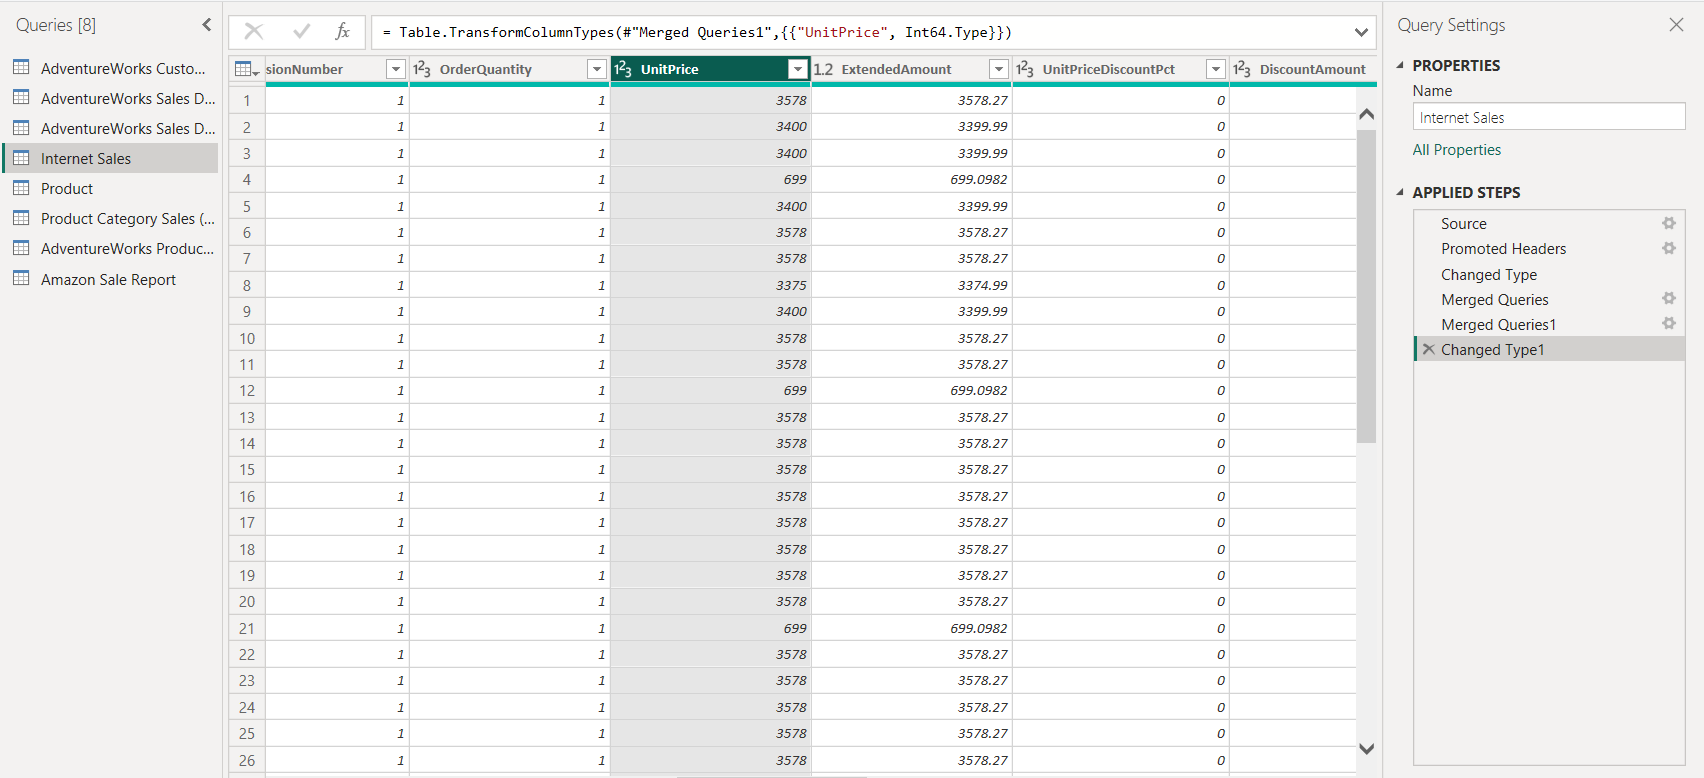 Queries [8]
AdventureWorks Custo...
AdventureWorks Sales D...
AdventureWorks Sales D...
Internet Sales
Product
Product Category Sales (...
AdventureWorks Produc...
Amazon Sale Report
fx
= Table.TransformColumnTypes(#"Merged Queries1",{{"UnitPrice", Int64.Type}})
sionNumber 123 OrderQuantity 123 UnitPrice 1.2 ExtendedAmount 123 UnitPriceDiscountPct 123 DiscountAmount
1 1 1 3578 3578.27 0
2 1 1 3400 3399.99 0
3 1 1 3400 3399.99 0
4 1 1 699 699.0982 0
5 1 1 3400 3399.99 0
6 1 1 3578 3578.27 0
7 1 1 3578 3578.27 0
8 1 1 3375 3374.99 0
9 1 1 3400 3399.99 0
10 1 1 3578 3578.27 0
11 1 1 3578 3578.27 0
12 1 1 699 699.0982 0
13 1 1 3578 3578.27 0
14 1 1 3578 3578.27 0
15 1 1 3578 3578.27 0
16 1 1 3578 3578.27 0
17 1 1 3578 3578.27 0
18 1 1 3578 3578.27 0
19 1 1 3578 3578.27 0
20 1 1 3578 3578.27 0
21 1 1 699 699.0982 0
22 1 1 3578 3578.27 0
23 1 1 3578 3578.27 0
24 1 1 3578 3578.27 0
25 1 1 3578 3578.27 0
26 1 1 3578 3578.27 0
Query Settings
PROPERTIES
Name
Internet Sales
All Properties
APPLIED STEPS
Source
Promoted Headers
Changed Type
Merged Queries
Merged Queries1
Changed Type1